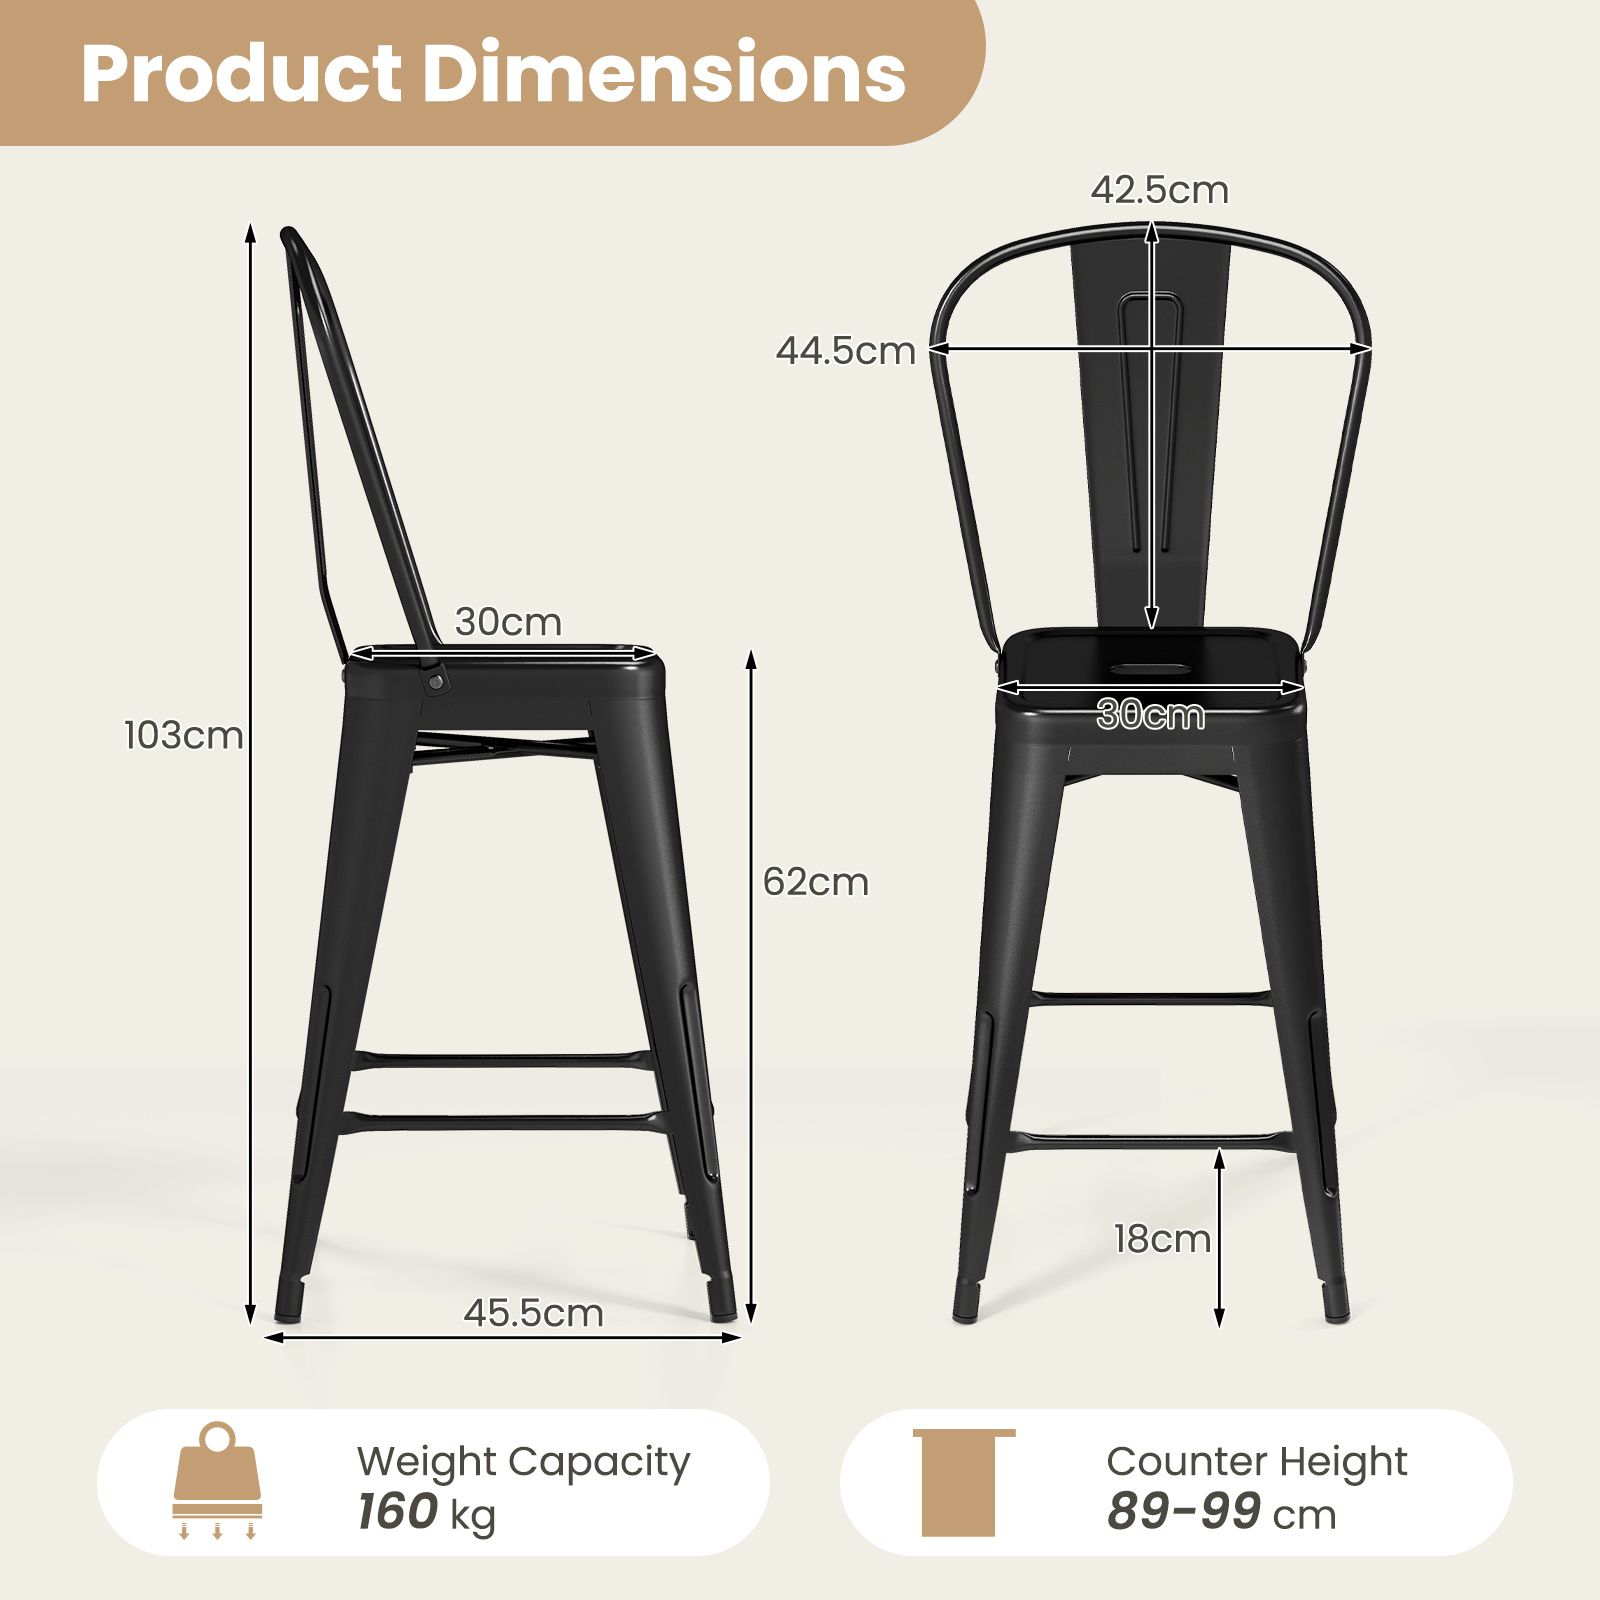 Product Dimensions
42.5cm
44.5cm
30cm
30cm
103cm
62cm
18cm
45.5cm
Weight Capacity
160 kg
Counter Height
89-99 cm